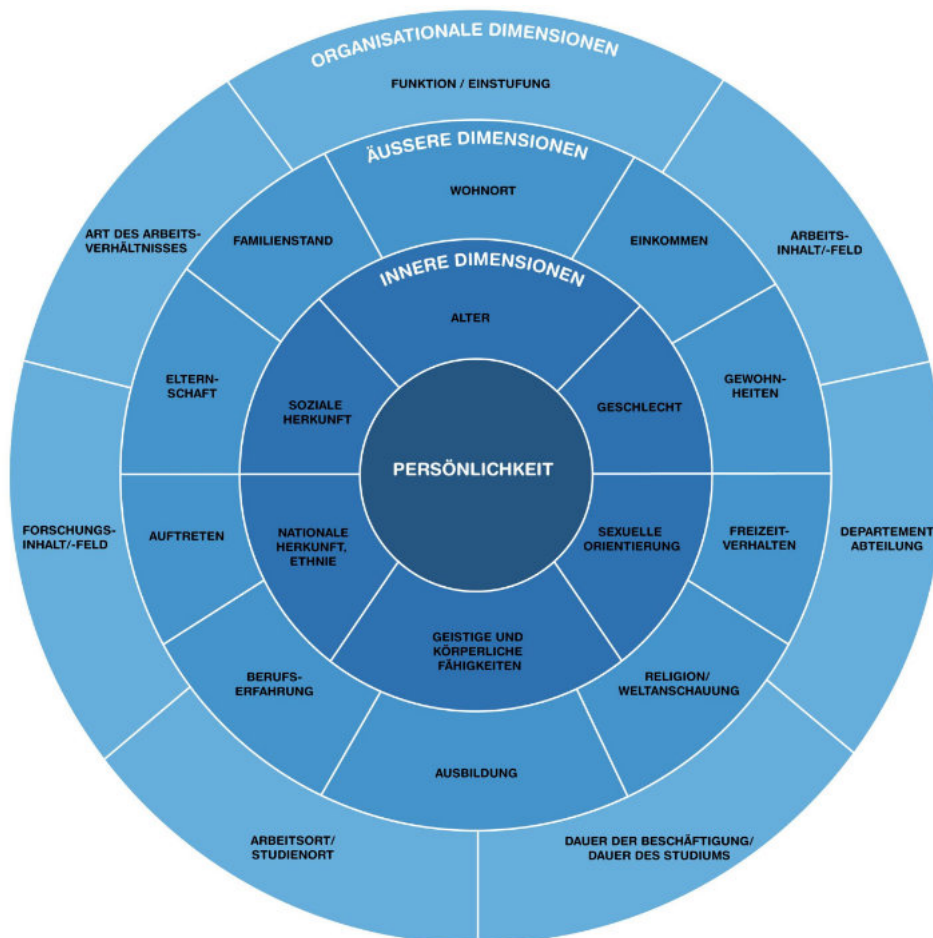 ORGANISATIONALE DIMENSIONEN
FUNKTION / EINSTUFUNG
ARBEITS-
INHALT/-FELD
DEPARTMENT
ABTEILUNG
DAUER DER BESCHÄFTIGUNG/
DAUER DES STUDIUMS
ARBEITSORT/
STUDIENORT
FORSCHUNGS-
INHALT/-FELD
ART DES ARBEITS-
VERHÄLTNISSES
ÄUSSERE DIMENSIONEN
WOHNORT
EINKOMMEN
GEWOHN-
HEITEN
FREIZEIT-
VERHALTEN
RELIGION/
WELTANSCHAUUNG
AUSBILDUNG
BERUFS-
ERFAHRUNG
AUFTRETEN
ELTERN-
SCHAFT
FAMILIENSTAND
INNERE DIMENSIONEN
ALTER
GESCHLECHT
SEXUELLE
ORIENTIERUNG
GEISTIGE UND
KÖRPERLICHE
FÄHIGKEITEN
NATIONALE
HERKUNFT,
ETHNIE
SOZIALE
HERKUNFT
PERSÖNLICHKEIT